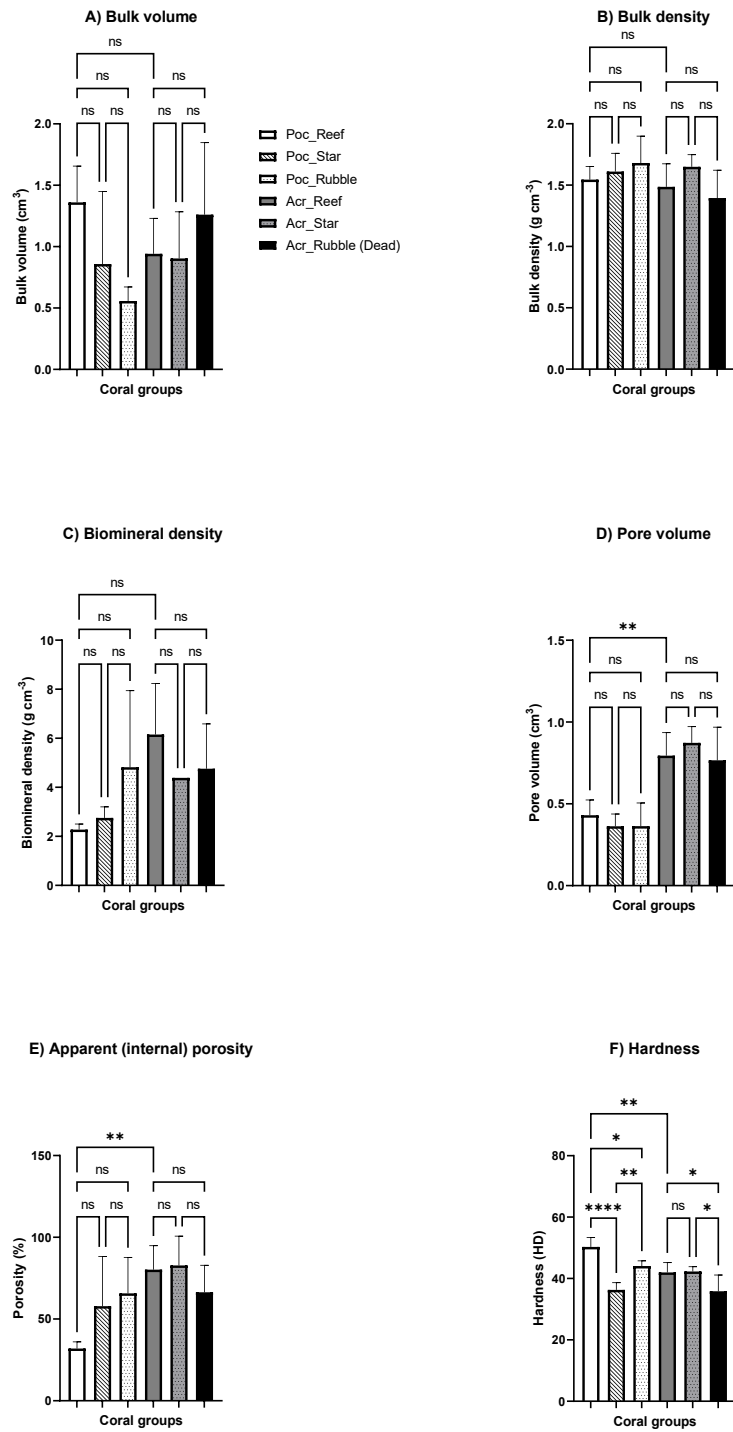 A) Bulk volume
ns
ns
ns
ns ns
ns ns
2.0
1.5
1.0
0.5
0.0
Bulk volume (cm³)
Coral groups
Poc_Reef
Poc_Star
Poc_Rubble
Acr_Reef
Acr_Star
Acr_Rubble (Dead)
B) Bulk density
ns
ns
ns
ns ns
ns ns
2.0
1.5
1.0
0.5
0.0
Bulk density (g cm⁻³)
Coral groups
C) Biomineral density
ns
ns
ns
ns ns
ns ns
10
8
6
4
2
0
Biomineral density (g cm⁻³)
Coral groups
D) Pore volume
**
ns
ns
ns ns
ns ns
1.5
1.0
0.5
0.0
Pore volume (cm³)
Coral groups
E) Apparent (internal) porosity
**
ns
ns
ns ns
ns ns
150
100
50
0
Porosity (%)
Coral groups
F) Hardness
**
*
**
*
****
ns
*
80
60
40
20
0
Hardness (HD)
Coral groups